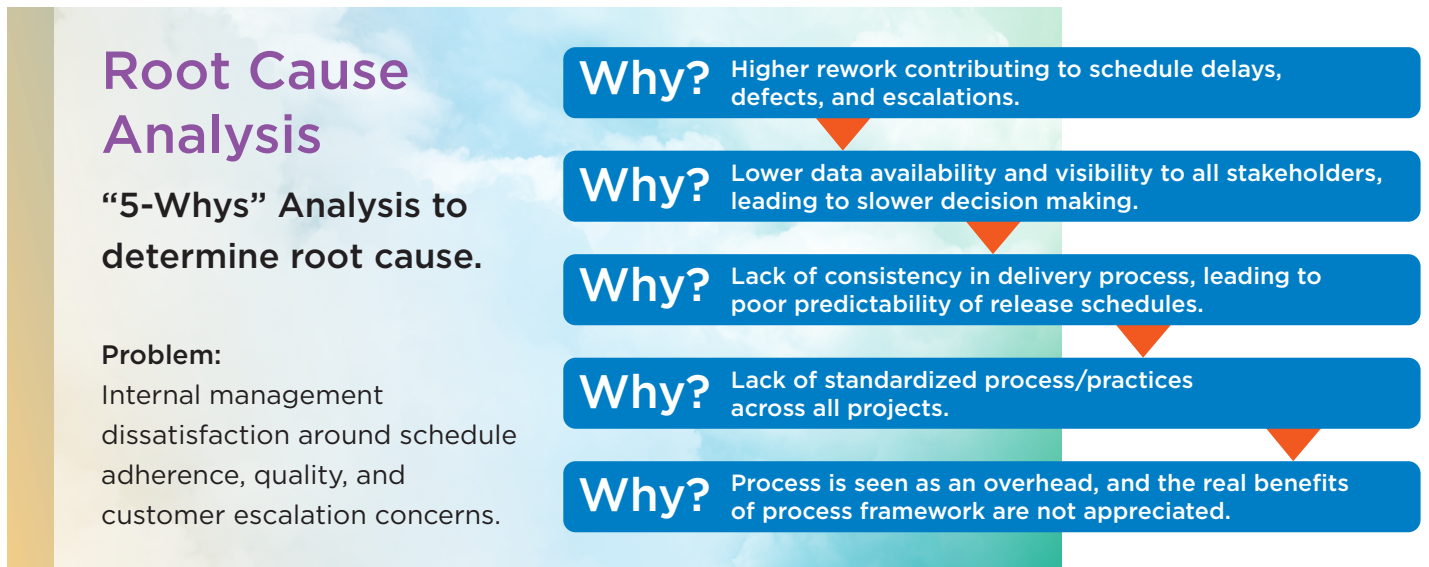 Root Cause
Analysis
“5-Whys” Analysis to
determine root cause.
Problem:
Internal management
dissatisfaction around schedule
adherence, quality, and
customer escalation concerns.
Why?
Higher rework contributing to schedule delays,
defects, and escalations.
Why?
Lower data availability and visibility to all stakeholders,
leading to slower decision making.
Why?
Lack of consistency in delivery process, leading to
poor predictability of release schedules.
Why?
Lack of standardized process/practices
across all projects.
Why?
Process is seen as an overhead, and the real benefits
of process framework are not appreciated.